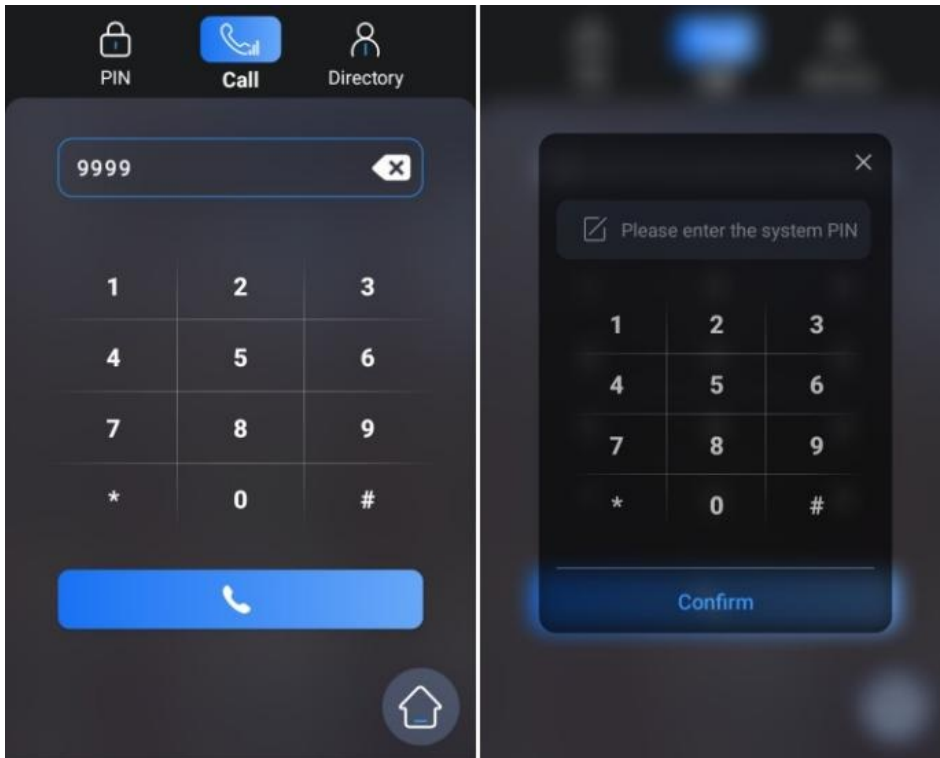 PIN Call Directory
9999
1 2 3
4 5 6
7 8 9
* 0 #
Please enter the system PIN
1 2 3
4 5 6
7 8 9
* 0 #
Confirm